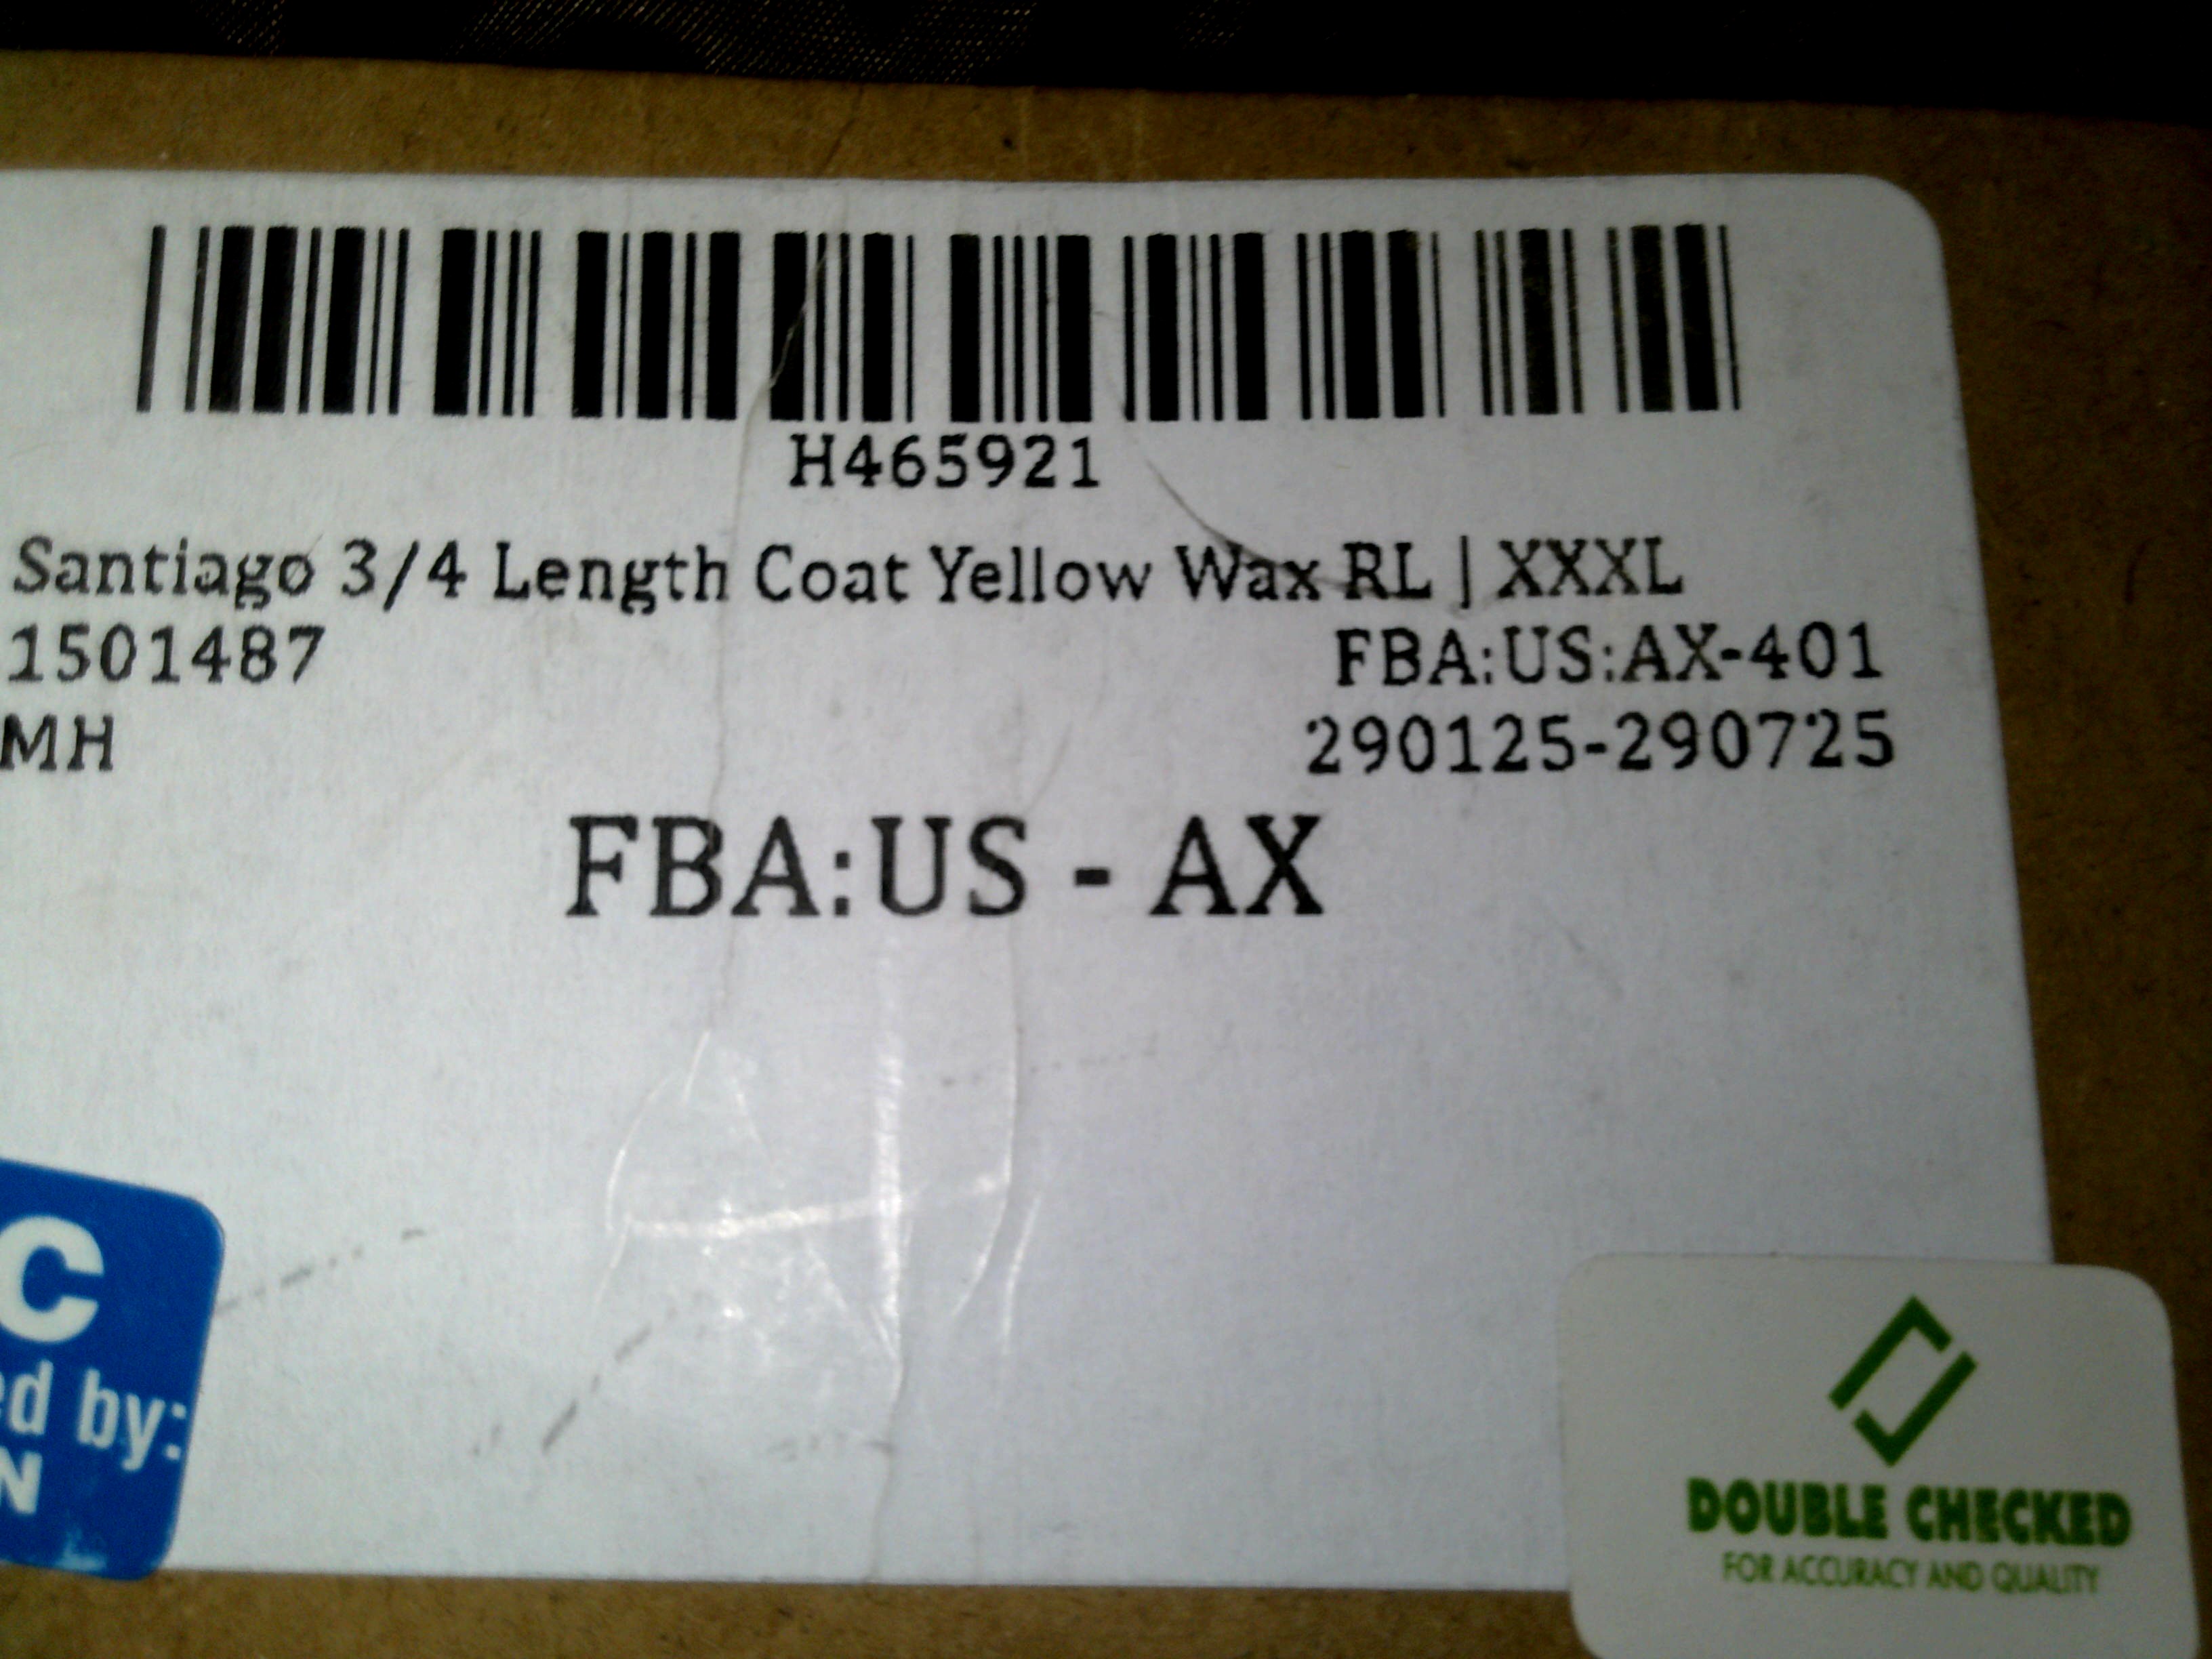 H465921
Santiago 3/4 Length Coat Yellow Wax RL | XXXL
1501487 FBA:US:AX-401
MH 290125-290725
FBA:US - AX
C
ed by:
N
DOUBLE CHECKED
FOR ACCURACY AND QUALITY